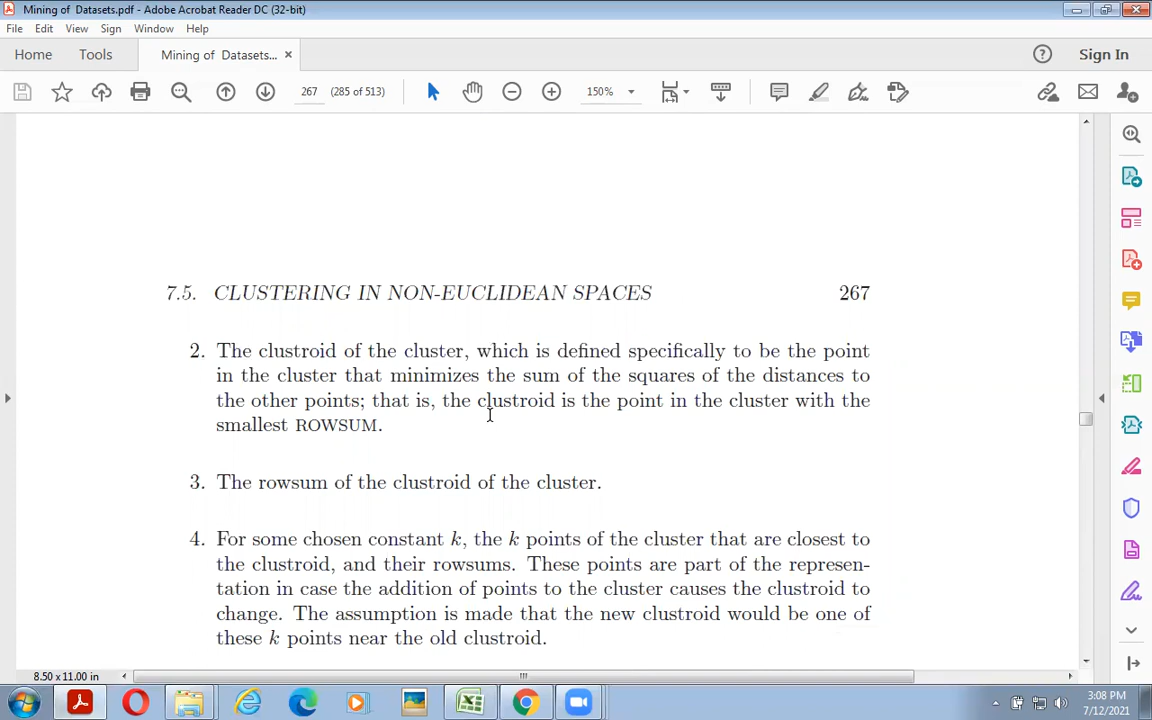 Mining of Datasets.pdf - Adobe Acrobat Reader DC (32-bit)
File Edit View Sign Window Help
Home Tools Mining of Datasets... × Sign In
267 (285 of 513) 150%
7.5. CLUSTERING IN NON-EUCLIDEAN SPACES 267
2. The clustroid of the cluster, which is defined specifically to be the point
in the cluster that minimizes the sum of the squares of the distances to
the other points; that is, the clustroid is the point in the cluster with the
smallest ROWSUM.
3. The rowsum of the clustroid of the cluster.
4. For some chosen constant k, the k points of the cluster that are closest to
the clustroid, and their rowsums. These points are part of the represen-
tation in case the addition of points to the cluster causes the clustroid to
change. The assumption is made that the new clustroid would be one of
these k points near the old clustroid.
8.50 x 11.00 in
3:08 PM
7/12/2021